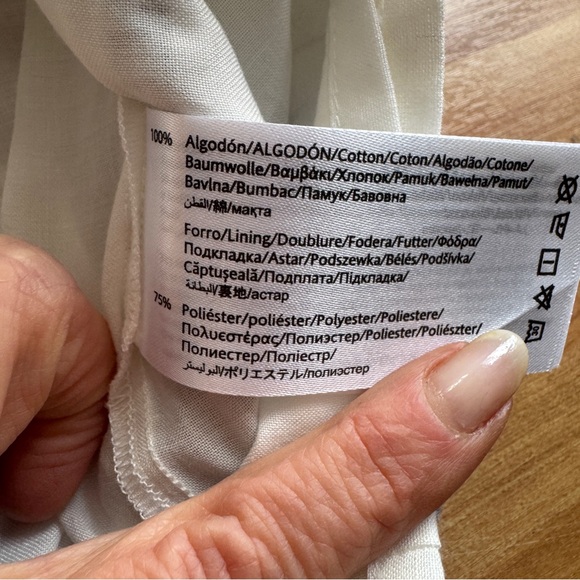 100% Algodón/ALGODÓN/Cotton/Coton/Algodão/Cotone/
Baumwolle/Βαμβάκι/Хлопок/Pamuk/Bawełna/Pamut/
Bavlna/Bumbac/Памук/Бавовна
القطن/綿/мақта
Forro/Lining/Doublure/Fodera/Futter/Φόδρα/
Подкладка/Astar/Podszewka/Bélés/Podšívka/
Căptușeală/Подплата/Підкладка/
البطانة/裏地/астар
75% Poliéster/poliéster/Polyester/Poliestere/
Πολυεστέρας/Полиэстер/Poliester/Poliészter/
Полиестер/Поліестр/
البوليستر/ポリエステル/полиэстер